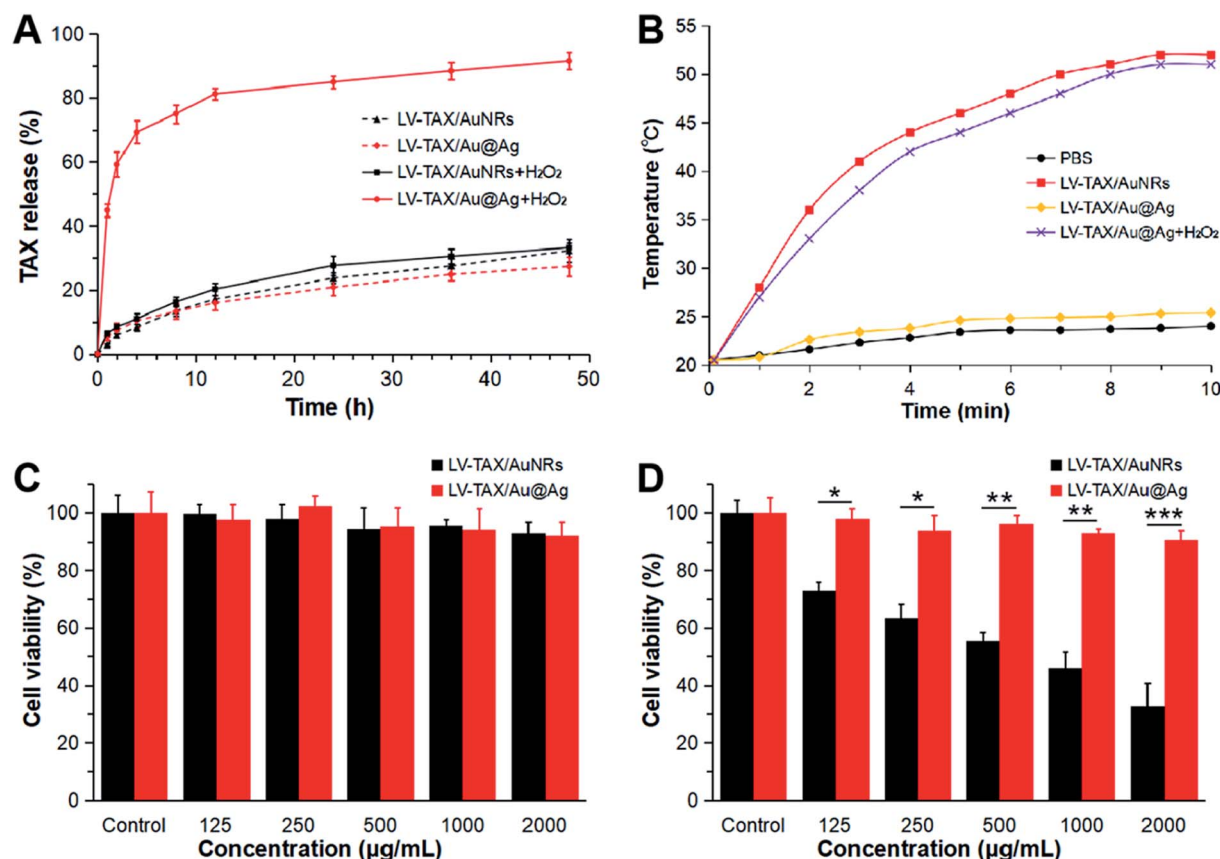 A
TAX release (%)
100
80
60
40
20
0
0
10
20
30
40
50
Time (h)
LV-TAX/AuNRs
LV-TAX/Au@Ag
LV-TAX/AuNRs+H₂O₂
LV-TAX/Au@Ag+H₂O₂
B
Temperature (°C)
55
50
45
40
35
30
25
20
0
2
4
6
8
10
Time (min)
PBS
LV-TAX/AuNRs
LV-TAX/Au@Ag
LV-TAX/Au@Ag+H₂O₂
C
LV-TAX/AuNRs
LV-TAX/Au@Ag
Cell viability (%)
100
80
60
40
20
0
Control
125
250
500
1000
2000
Concentration (μg/mL)
D
LV-TAX/AuNRs
LV-TAX/Au@Ag
Cell viability (%)
100
80
60
40
20
0
*
*
**
**
***
Control
125
250
500
1000
2000
Concentration (μg/mL)